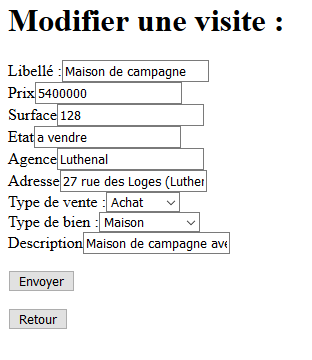 Modifier une visite :
Libellé : Maison de campagne
Prix 5400000
Surface 128
Etat a vendre
Agence Luthenal
Adresse 27 rue des Loges (Luther
Type de vente : Achat
Type de bien : Maison
Description Maison de campagne ave
Envoyer
Retour